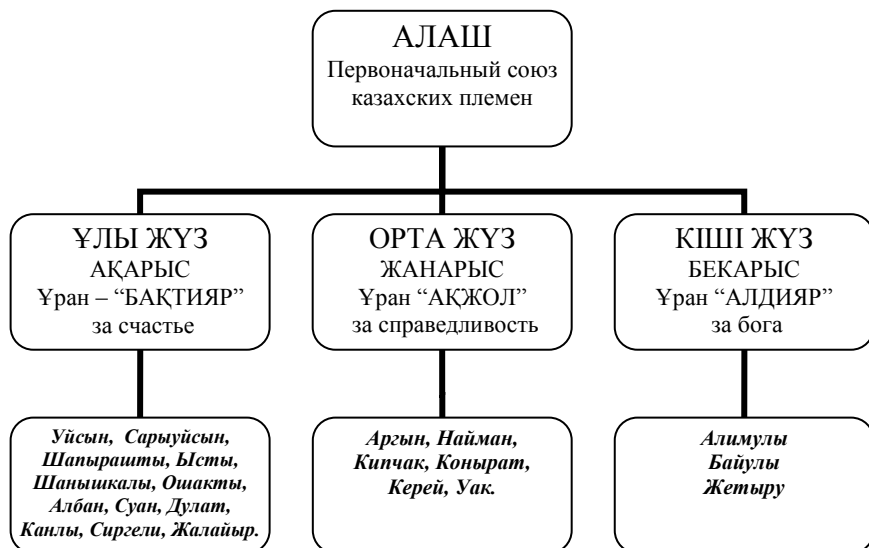 АЛАШ
Первоначальный союз
казахских племен
ҰЛЫ ЖҮЗ
АҚАРЫС
Ұран – “БАҚТИЯР”
за счастье
ОРТА ЖҮЗ
ЖАНАРЫС
Ұран “АҚЖОЛ”
за справедливость
КІШІ ЖҮЗ
БЕКАРЫС
Ұран “АЛДИЯР”
за бога
Уйсын, Сарыуйсын,
Шапырашты, Ысты,
Шанышкалы, Ошакты,
Албан, Суан, Дулат,
Канлы, Сиргели, Жалайыр.
Аргын, Найман,
Кипчак, Конырат,
Керей, Уак.
Алимулы
Байулы
Жетыру